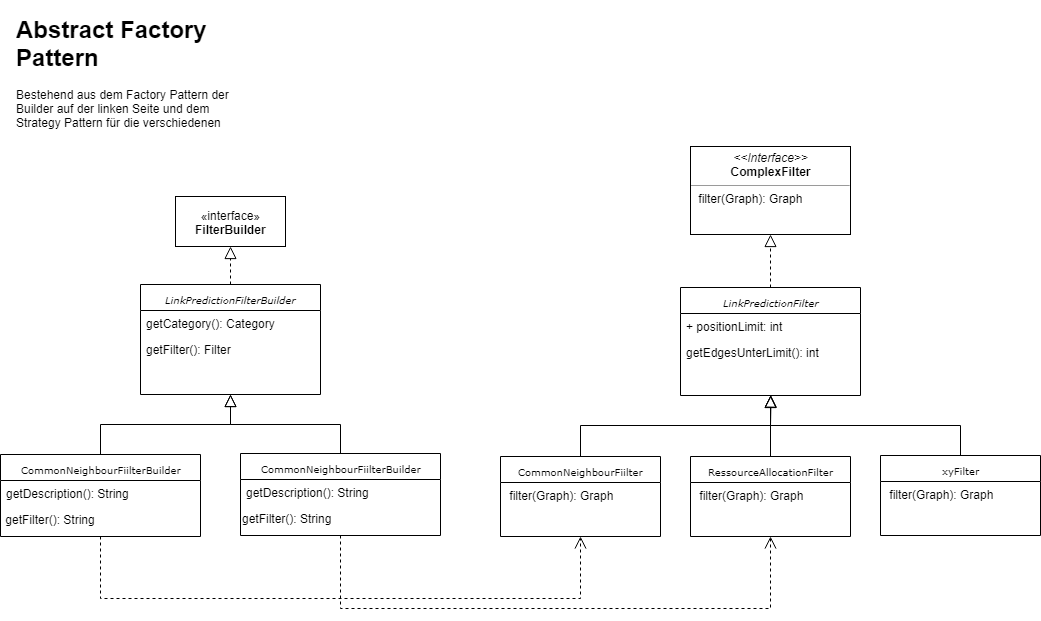 Abstract Factory
Pattern
Bestehend aus dem Factory Pattern der
Builder auf der linken Seite und dem
Strategy Pattern für die verschiedenen
<<Interface>>
ComplexFilter
filter(Graph): Graph
«interface»
FilterBuilder
LinkPredictionFilterBuilder
getCategory(): Category
getFilter(): Filter
LinkPredictionFilter
+ positionLimit: int
getEdgesUnterLimit(): int
CommonNeighbourFiilterBuilder
getDescription(): String
getFilter(): String
CommonNeighbourFiilterBuilder
getDescription(): String
getFilter(): String
CommonNeighbourFiilter
filter(Graph): Graph
RessourceAllocationFilter
filter(Graph): Graph
xyFilter
filter(Graph): Graph